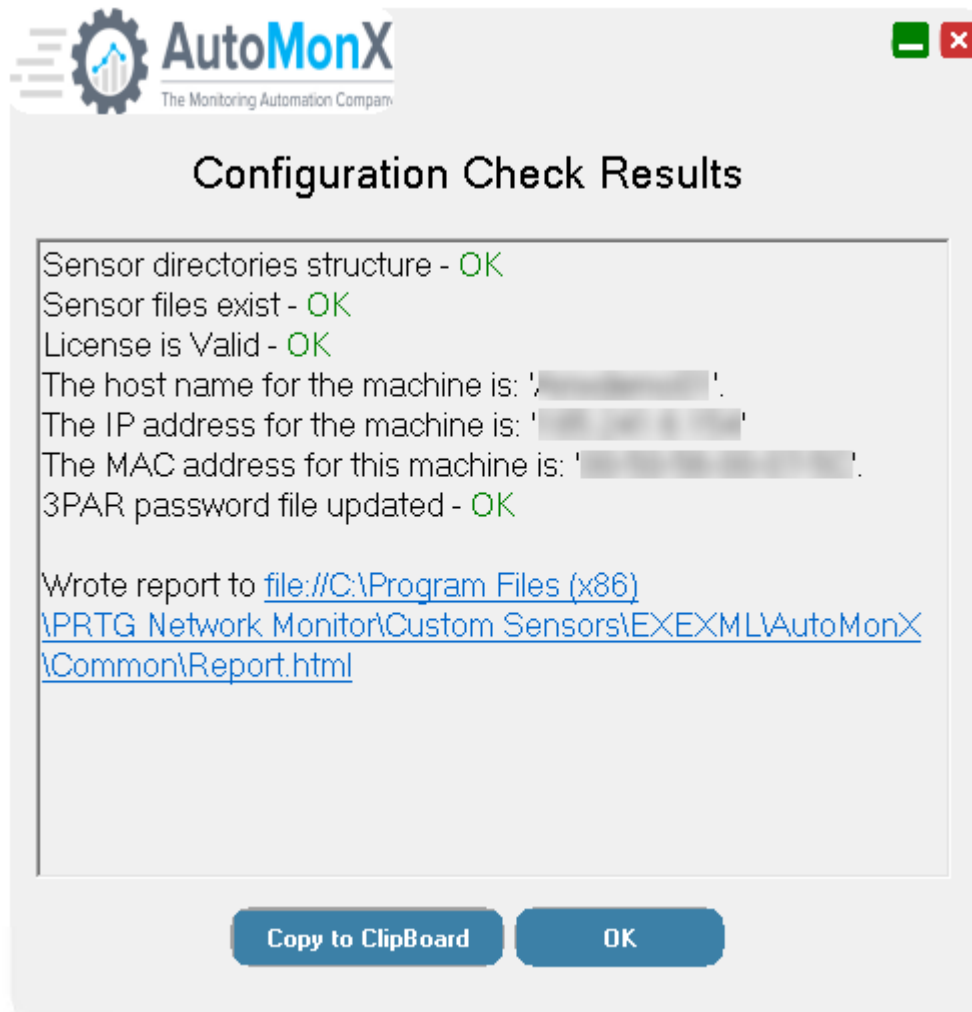 AutoMonX
The Monitoring Automation Company
Configuration Check Results
Sensor directories structure - OK
Sensor files exist - OK
License is Valid - OK
The host name for the machine is: ' '.
The IP address for the machine is: ' '
The MAC address for this machine is: ' '.
3PAR password file updated - OK
Wrote report to file://C:\Program Files (x86)
\PRTG Network Monitor\Custom Sensors\EXEXML\AutoMonX
\Common\Report.html
Copy to ClipBoard
OK